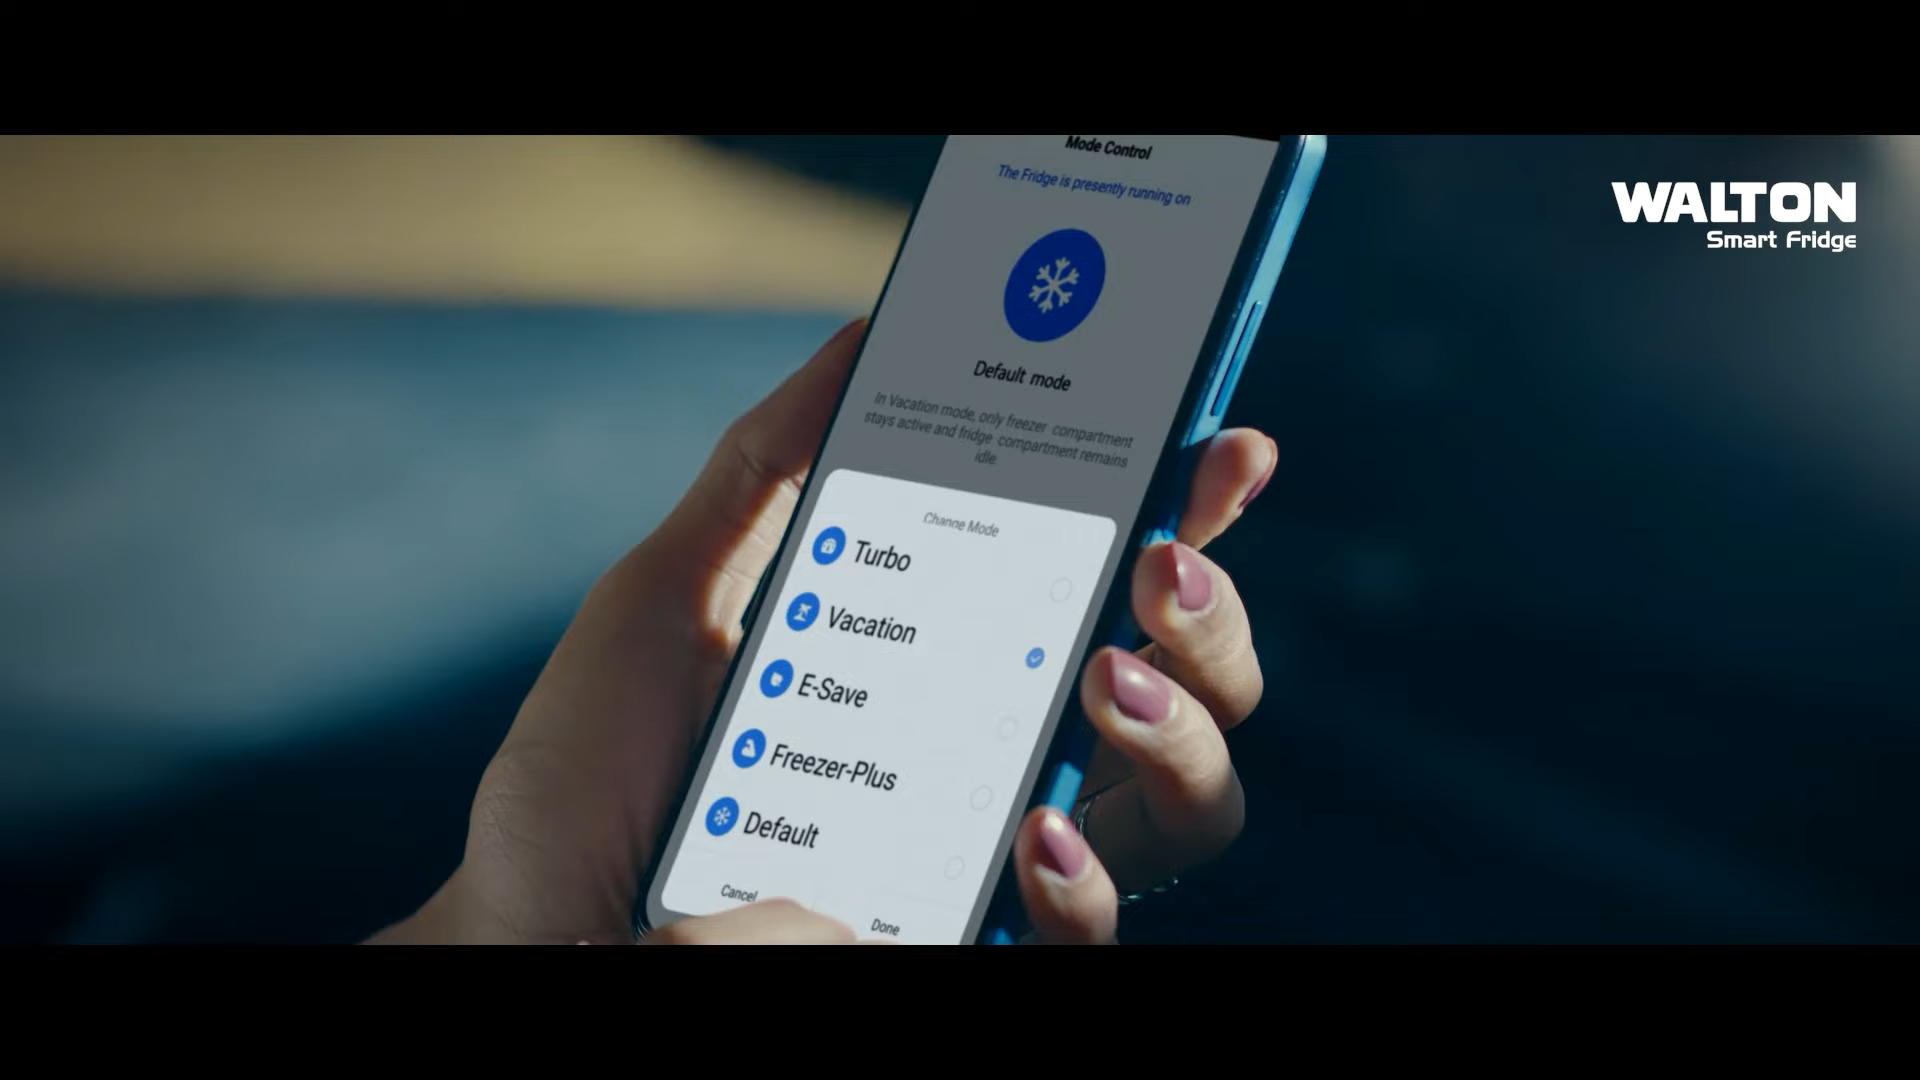 Mode Control
The Fridge is presently running on
WALTON
Smart Fridge
Default mode
In Vacation mode, only freezer compartment
stays active and fridge compartment remains
idle.
Change Mode
Turbo
Vacation
E-Save
Freezer-Plus
Default
Cancel
Done